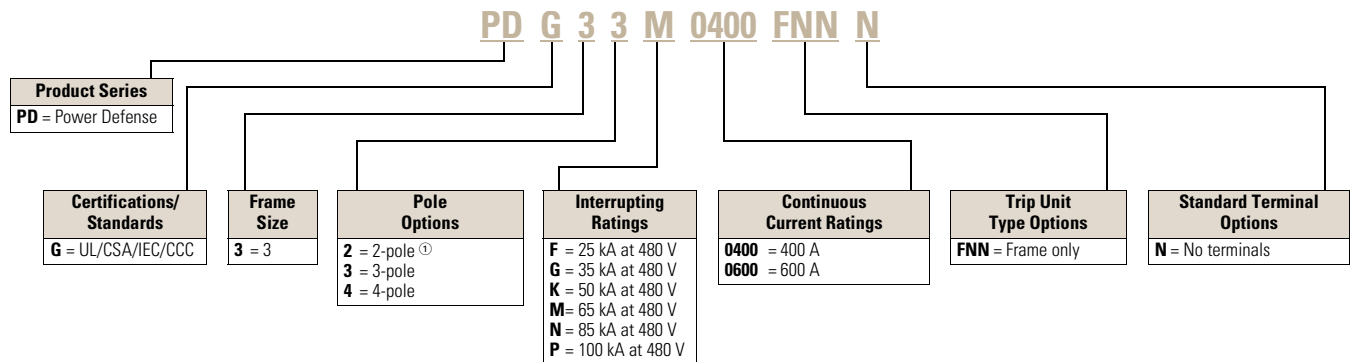 PD G 3 3 M 0400 FNN N
Product Series
PD = Power Defense
Certifications/
Standards
G = UL/CSA/IEC/CCC
Frame
Size
3 = 3
Pole
Options
2 = 2-pole ①
3 = 3-pole
4 = 4-pole
Interrupting
Ratings
F = 25 kA at 480 V
G = 35 kA at 480 V
K = 50 kA at 480 V
M = 65 kA at 480 V
N = 85 kA at 480 V
P = 100 kA at 480 V
Continuous
Current Ratings
0400 = 400 A
0600 = 600 A
Trip Unit
Type Options
FNN = Frame only
Standard Terminal
Options
N = No terminals